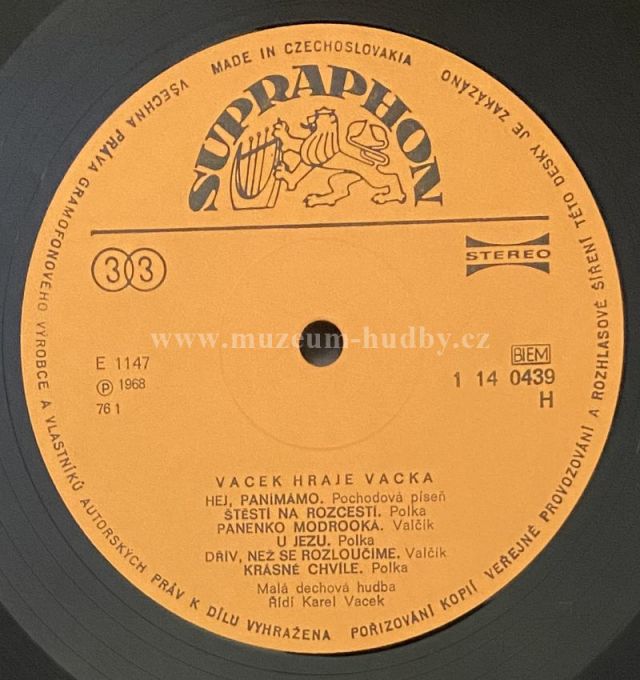 VŠECHNA PRÁVA GRAMOFONOVÉHO VÝROBCE A VLASTNÍKŮ AUTORSKÝCH PRÁV K DÍLU VYHRAŽENA
POŘIZOVÁNÍ KOPIÍ VEŘEJNÉ PROVOZOVÁNÍ A ROZHLASOVÉ ŠÍŘENÍ TÉTO DESKY JE ZAKÁZÁNO
MADE IN CZECHOSLOVAKIA
SUPRAPHON
33
STEREO
www.muzeum-hudby.cz
E 1147
℗ 1968
76 1
BIEM
1 14 0439
H
VACEK HRAJE VACKA
HEJ, PANÍMÁMO. Pochodová píseň
ŠTĚSTÍ NA ROZCESTÍ. Polka
PANENKO MODROOKÁ. Valčík
U JEZU. Polka
DŘÍV, NEŽ SE ROZLOUČÍME. Valčík
KRÁSNÉ CHVÍLE. Polka
Malá dechová hudba
Řídí Karel Vacek